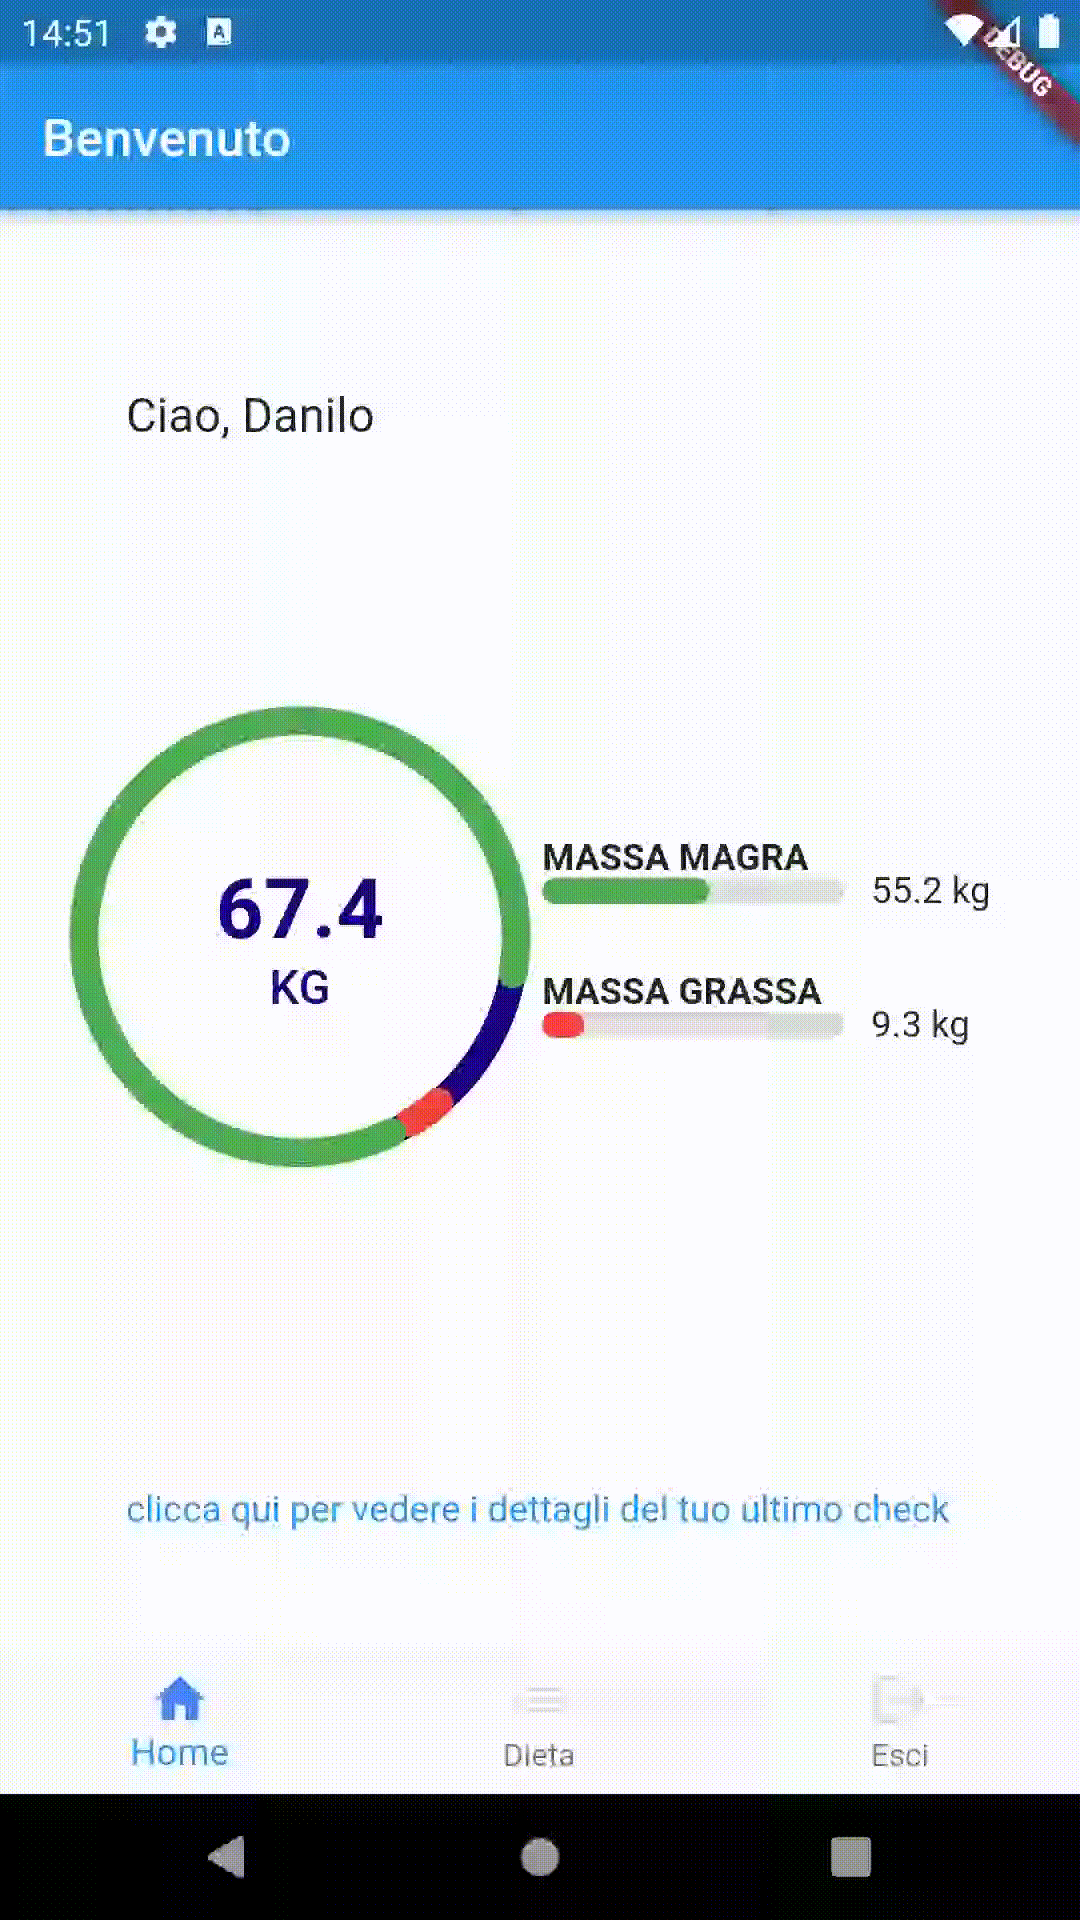 14:51
A
DEBUG
Benvenuto
Ciao, Danilo
67.4
KG
MASSA MAGRA
55.2 kg
MASSA GRASSA
9.3 kg
clicca qui per vedere i dettagli del tuo ultimo check
Home
Dieta
Esci